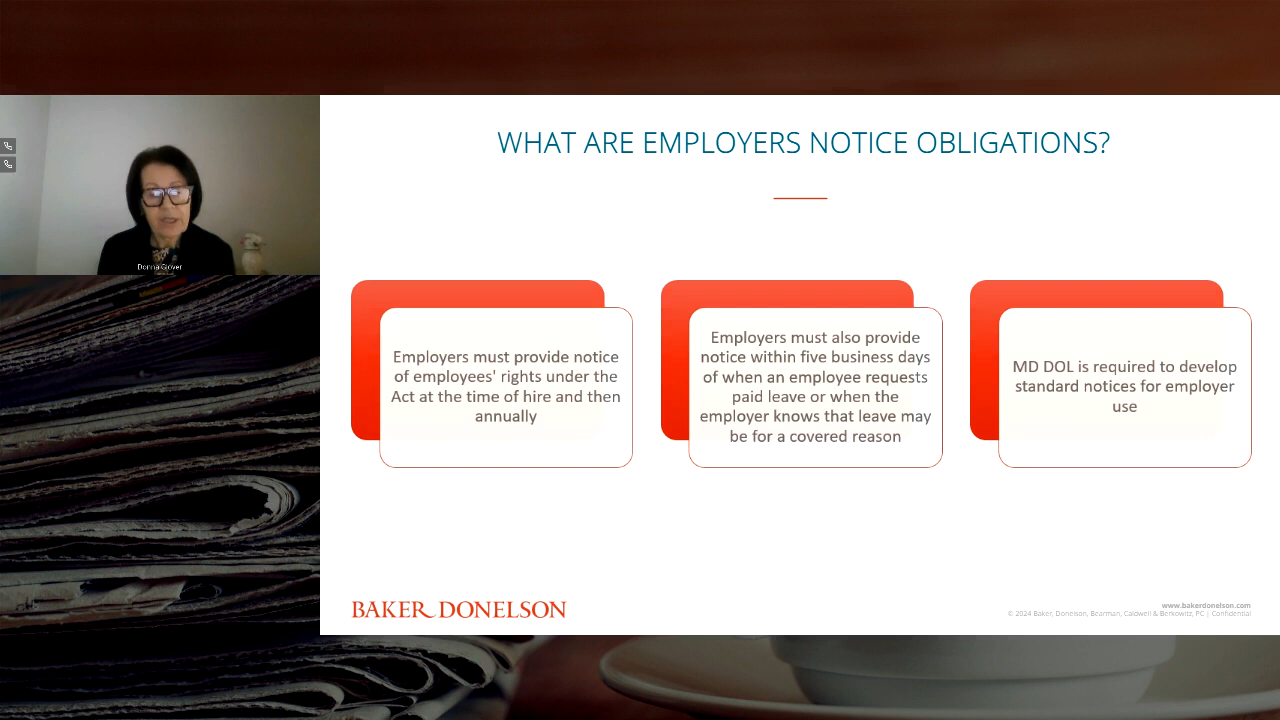 WHAT ARE EMPLOYERS NOTICE OBLIGATIONS?
Donna Glover
Employers must provide notice
of employees' rights under the
Act at the time of hire and then
annually
Employers must also provide
notice within five business days
of when an employee requests
paid leave or when the
employer knows that leave may
be for a covered reason
MD DOL is required to develop
standard notices for employer
use
BAKER DONELSON
www.bakerdonelson.com
© 2024 Baker, Donelson, Bearman, Caldwell & Berkowitz, PC | Confidential